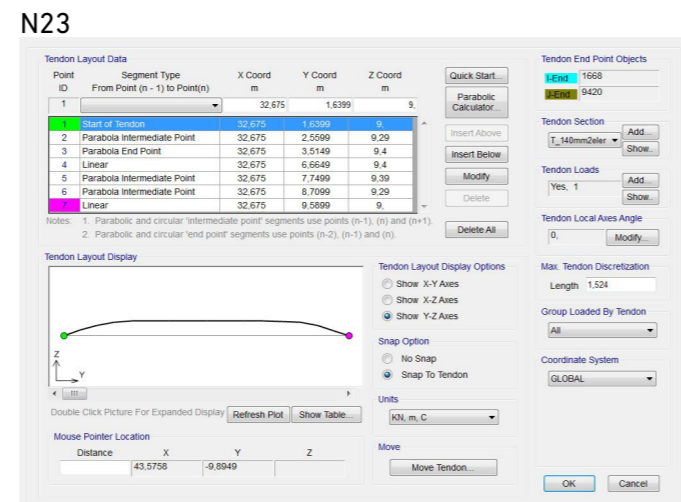 N23
Tendon Layout Data
Point ID Segment Type From Point (n - 1) to Point(n) X Coord m Y Coord m Z Coord m
1 32,675 1,6399 9,
1 Start of Tendon 32,675 1,6399 9,
2 Parabola Intermediate Point 32,675 2,5599 9,29
3 Parabola End Point 32,675 3,5149 9,4
4 Linear 32,675 6,6649 9,4
5 Parabola Intermediate Point 32,675 7,7499 9,39
6 Parabola Intermediate Point 32,675 8,7099 9,29
7 Linear 32,675 9,5899 9,
Notes: 1. Parabolic and circular 'intermediate point' segments use points (n-1), (n) and (n+1).
2. Parabolic and circular 'end point' segments use points (n-2), (n-1) and (n).
Quick Start...
Parabolic
Calculator...
Insert Above
Insert Below
Modify
Delete
Delete All
Tendon End Point Objects
I-End 1668
J-End 9420
Tendon Section
T_140mm2eler
Add...
Show..
Tendon Loads
Yes, 1
Add...
Show...
Tendon Local Axes Angle
0, Modify...
Max. Tendon Discretization
Length 1,524
Group Loaded By Tendon
All
Coordinate System
GLOBAL
Tendon Layout Display
Z
Y
Double Click Picture For Expanded Display Refresh Plot Show Table...
Mouse Pointer Location
Distance X Y Z
43,5758 -9,8949
Tendon Layout Display Options
Show X-Y Axes
Show X-Z Axes
Show Y-Z Axes
Snap Option
No Snap
Snap To Tendon
Units
KN, m, C
Move
Move Tendon...
OK Cancel